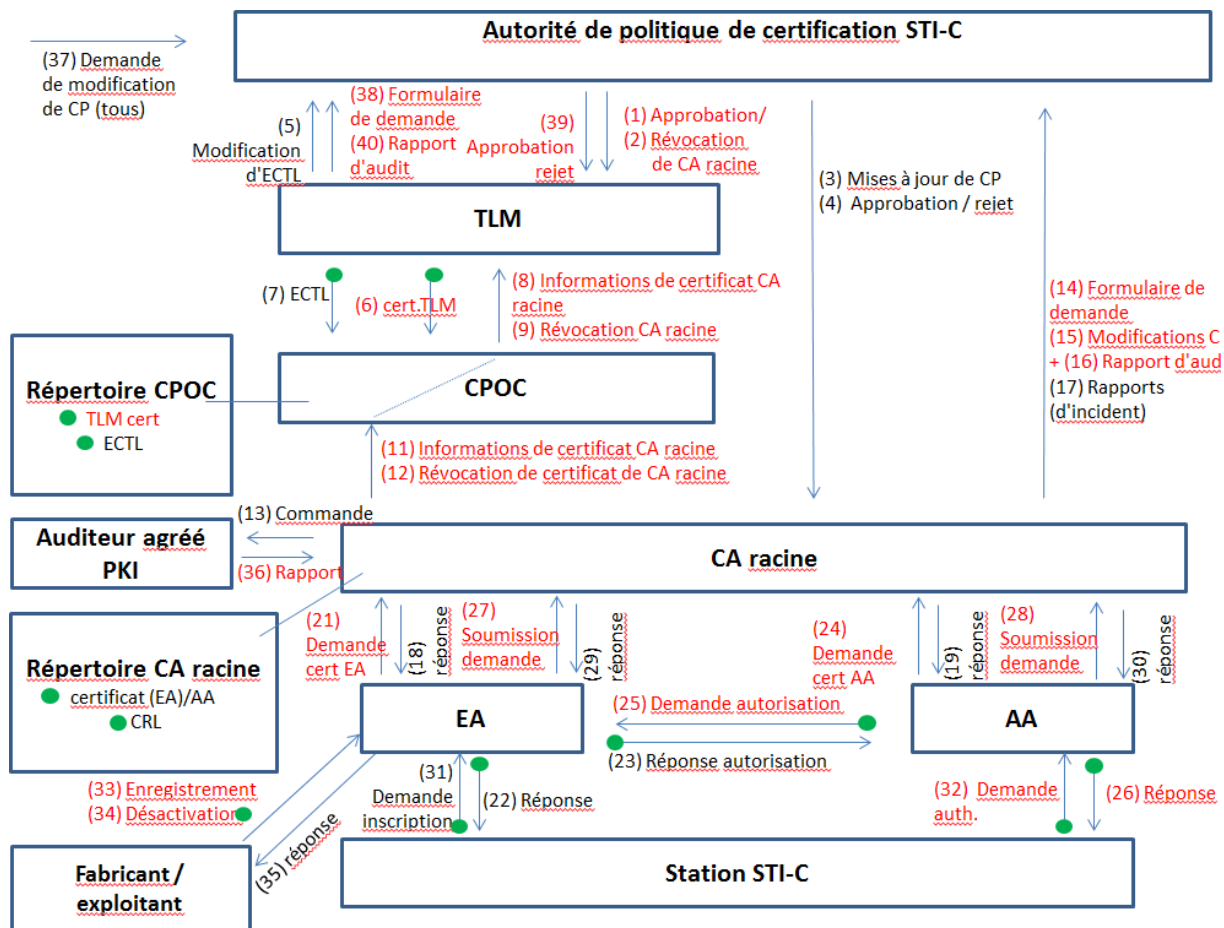 Autorité de politique de certification STI-C
(37) Demande
de modification
de CP (tous)
(5)
Modification
d'ECTL
(38) Formulaire
de demande
(40) Rapport
d'audit
(39)
Approbation
rejet
(1) Approbation/
(2) Révocation
de CA racine
(3) Mises à jour de CP
(4) Approbation / rejet
TLM
(7) ECTL
(6) cert.TLM
(8) Informations de certificat CA
racine
(9) Révocation CA racine
(14) Formulaire de
demande
(15) Modifications C
+ (16) Rapport d'aud
(17) Rapports
(d'incident)
Répertoire CPOC
TLM cert
ECTL
CPOC
(11) Informations de certificat CA racine
(12) Révocation de certificat de CA racine
(13) Commande
Auditeur agréé
PKI
(36) Rapport
CA racine
(21)
Demande
cert EA
(18)
réponse
(27)
Soumission
demande
(29)
réponse
(24)
Demande
cert AA
(19)
réponse
(28)
Soumission
demande
(30)
réponse
Répertoire CA racine
certificat (EA)/AA
CRL
EA
(25) Demande autorisation
(23) Réponse autorisation
AA
(33) Enregistrement
(34) Désactivation
(35) réponse
(31)
Demande
inscription
(22) Réponse
(32) Demande
auth.
(26) Réponse
Fabricant /
exploitant
Station STI-C